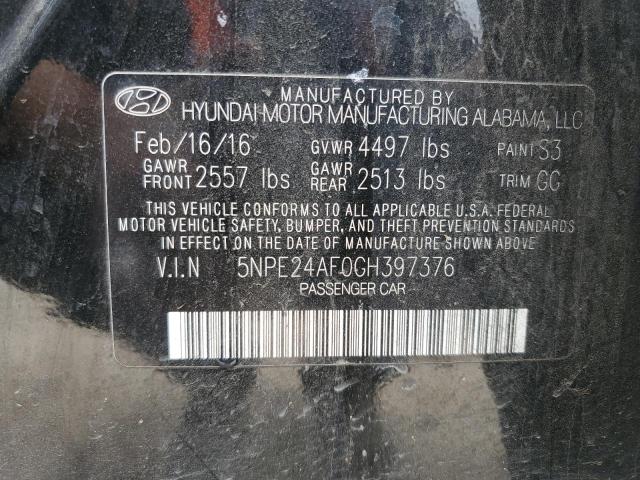 MANUFACTURED BY
HYUNDAI MOTOR MANUFACTURING ALABAMA, LLC
Feb/16/16 GVWR 4497 lbs PAINT S3
GAWR FRONT 2557 lbs GAWR REAR 2513 lbs TRIM GG
THIS VEHICLE CONFORMS TO ALL APPLICABLE U.S.A. FEDERAL
MOTOR VEHICLE SAFETY, BUMPER, AND THEFT PREVENTION STANDARDS
IN EFFECT ON THE DATE OF MANUFACTURE SHOWN ABOVE.
V.I.N 5NPE24AF0GH397376
PASSENGER CAR